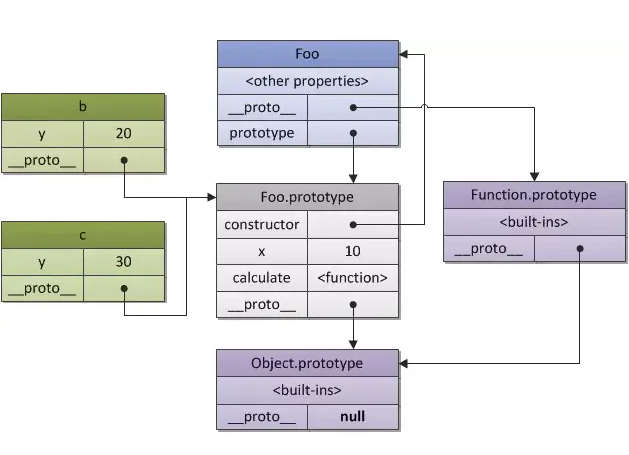 Foo
<other properties>
__proto__
prototype
b
y 20
__proto__
Foo.prototype
constructor
x 10
calculate <function>
__proto__
Function.prototype
<built-ins>
__proto__
c
y 30
__proto__
Object.prototype
<built-ins>
__proto__ null